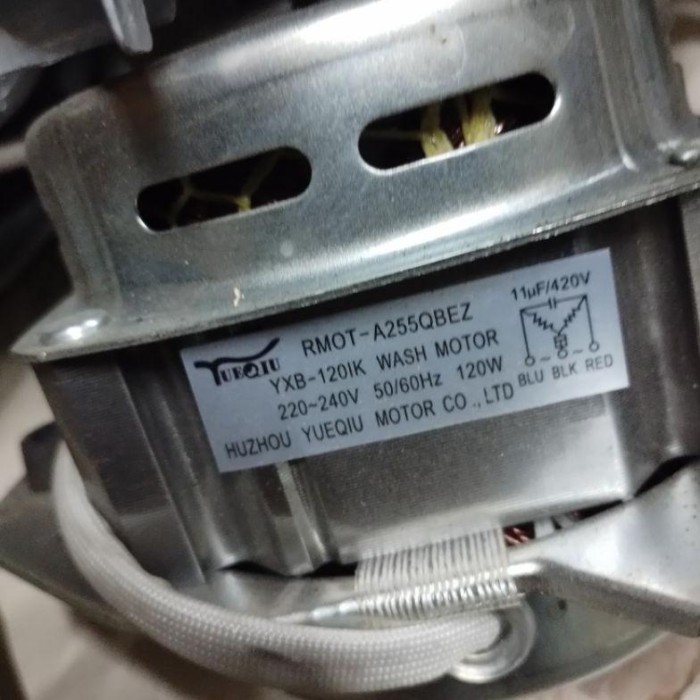 YUEQIU
RMOT-A255QBEZ
YXB-120IK WASH MOTOR
220~240V 50/60Hz 120W
HUZHOU YUEQIU MOTOR CO.,LTD
11μF/420V
~ ~
BLU BLK RED